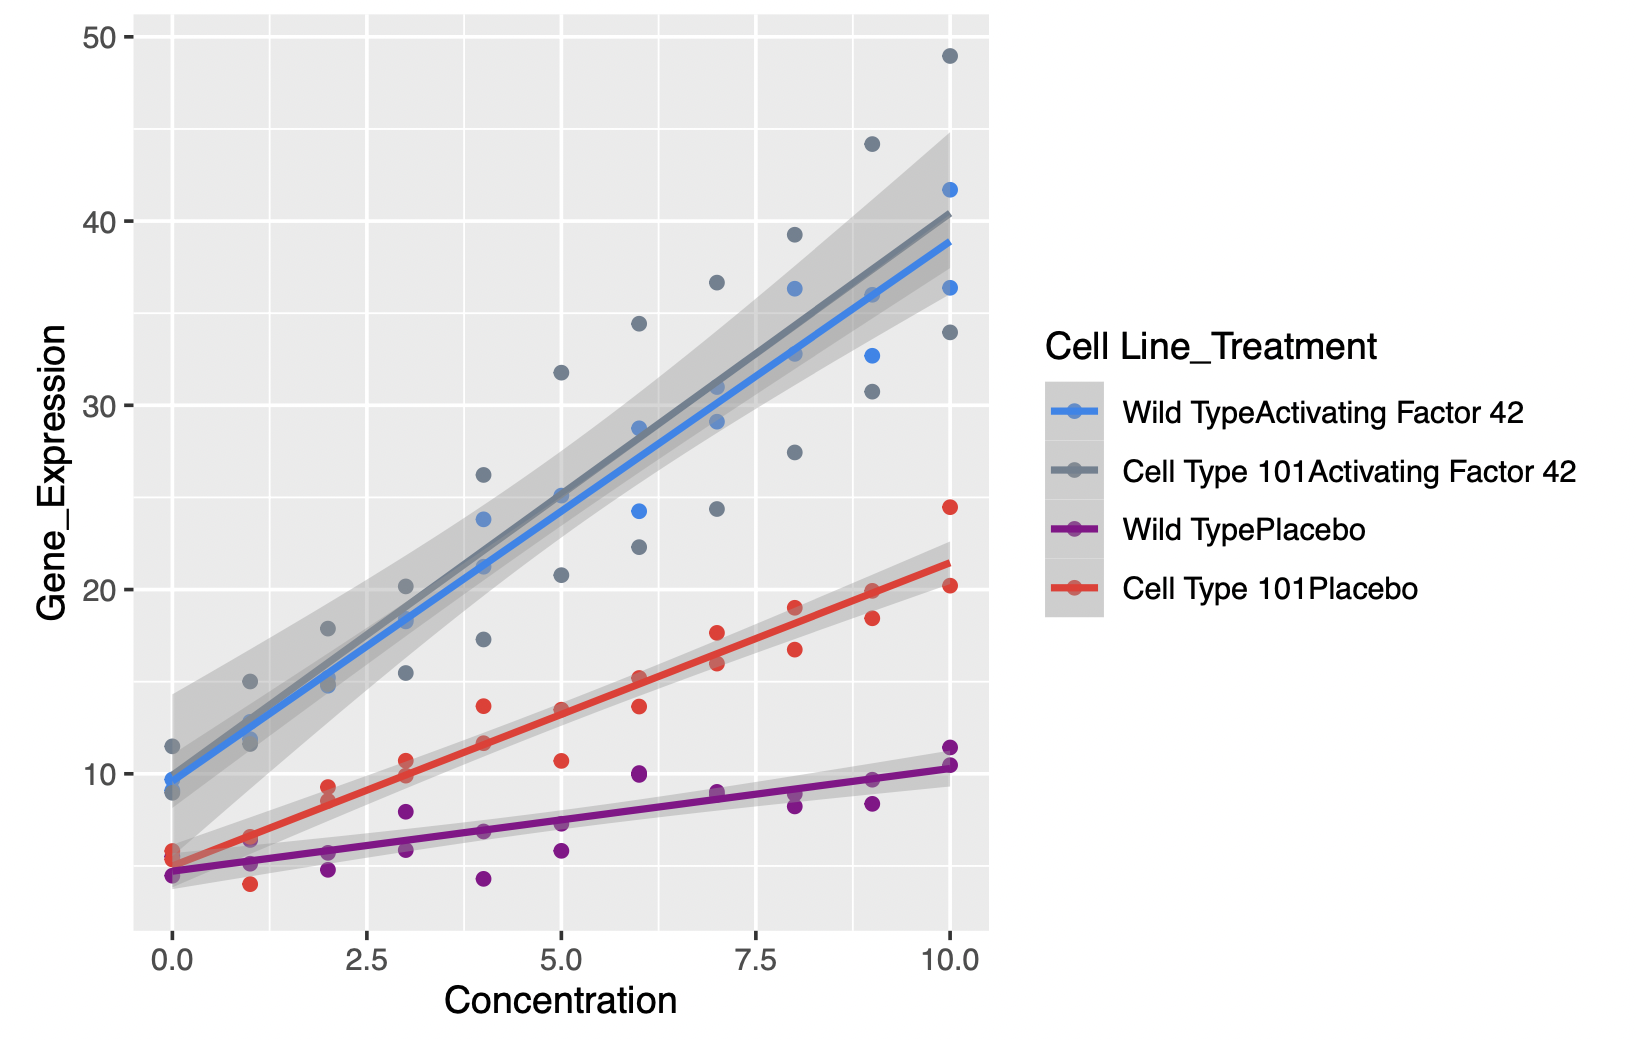 50
40
30
20
10
Gene_Expression
0.0 2.5 5.0 7.5 10.0
Concentration
Cell Line_Treatment
Wild TypeActivating Factor 42
Cell Type 101Activating Factor 42
Wild TypePlacebo
Cell Type 101Placebo